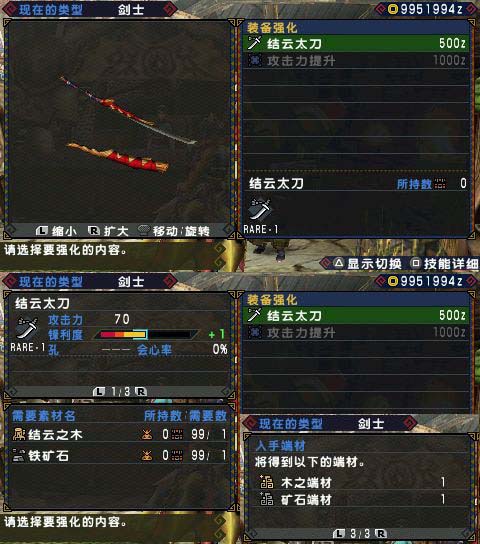 现在的类型 剑士
9951994z
装备强化
结云太刀 500z
攻击力提升 1000z
结云太刀 所持数 0
RARE-1
L 缩小 R 扩大 移动/旋转
请选择要强化的内容。
△显示切换 □技能详细
现在的类型 剑士
9951994z
结云太刀
攻击力 70
RARE-1
锋利度 +1
孔 --- 会心率 0%
L 1/3 R
装备强化
结云太刀 500z
攻击力提升 1000z
需要素材名 所持数 需要数
结云之木 0 99/ 1
铁矿石 0 99/ 1
请选择要强化的内容。
现在的类型 剑士
入手端材
将得到以下的端材。
木之端材 1
矿石端材 1
L 3/3 R